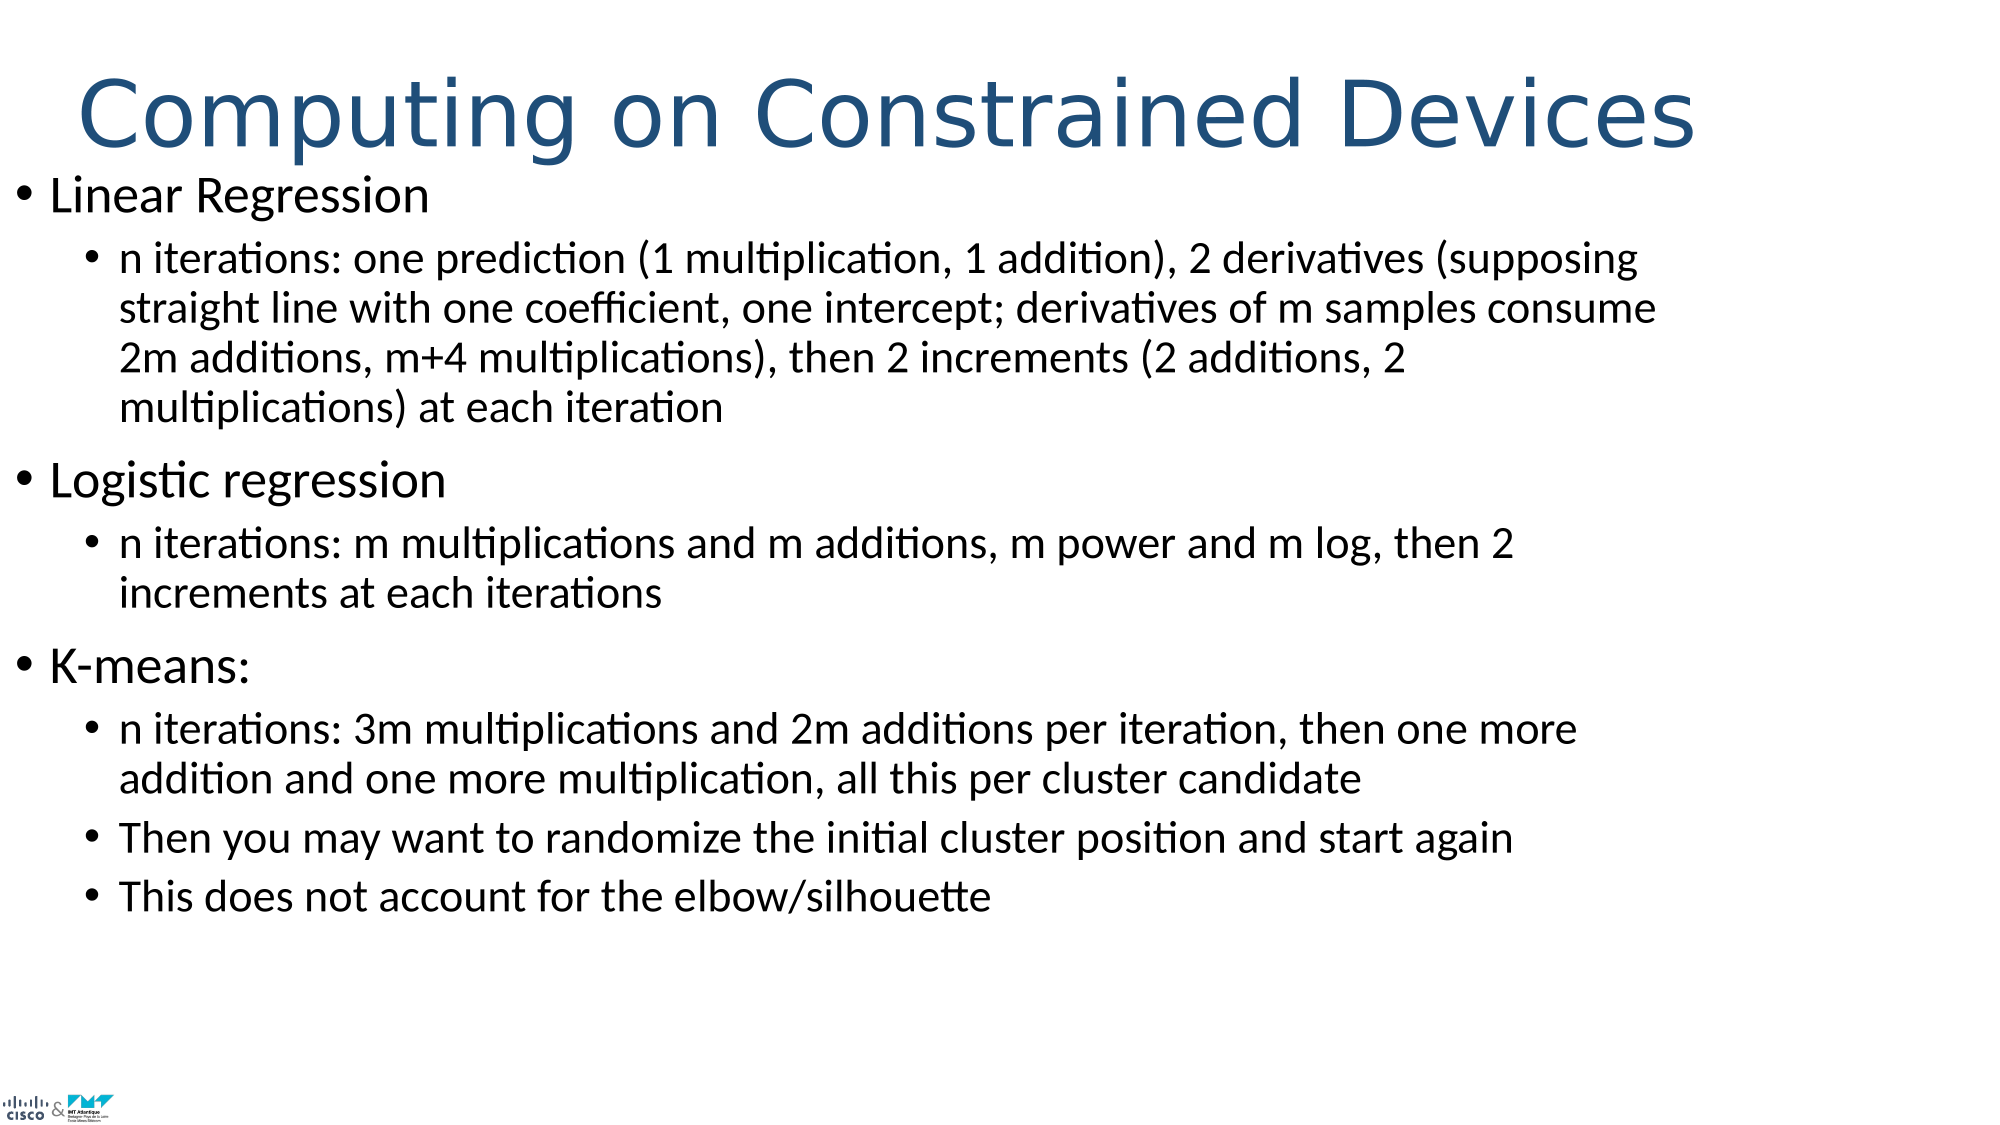 Computing on Constrained Devices
• Linear Regression
• n iterations: one prediction (1 multiplication, 1 addition), 2 derivatives (supposing
straight line with one coefficient, one intercept; derivatives of m samples consume
2m additions, m+4 multiplications), then 2 increments (2 additions, 2
multiplications) at each iteration
• Logistic regression
• n iterations: m multiplications and m additions, m power and m log, then 2
increments at each iterations
• K-means:
• n iterations: 3m multiplications and 2m additions per iteration, then one more
addition and one more multiplication, all this per cluster candidate
• Then you may want to randomize the initial cluster position and start again
• This does not account for the elbow/silhouette
CISCO & IMT Atlantique